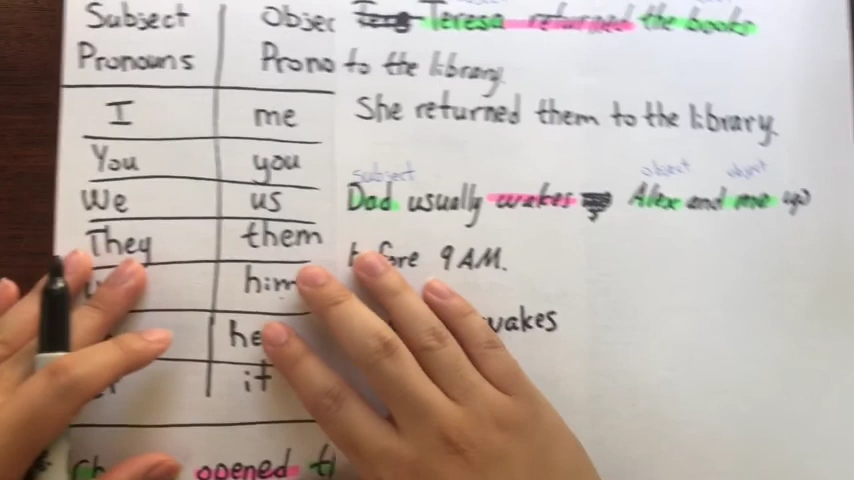 Subject
Pronouns
Objec
Prono
I
me
You
you
We
us
They
them
him
he
it
opened
Teresa returned the books
to the library.
She returned them to the library.
subject
object
object
Dad usually wakes Alex and me up
before 9 AM.
wakes